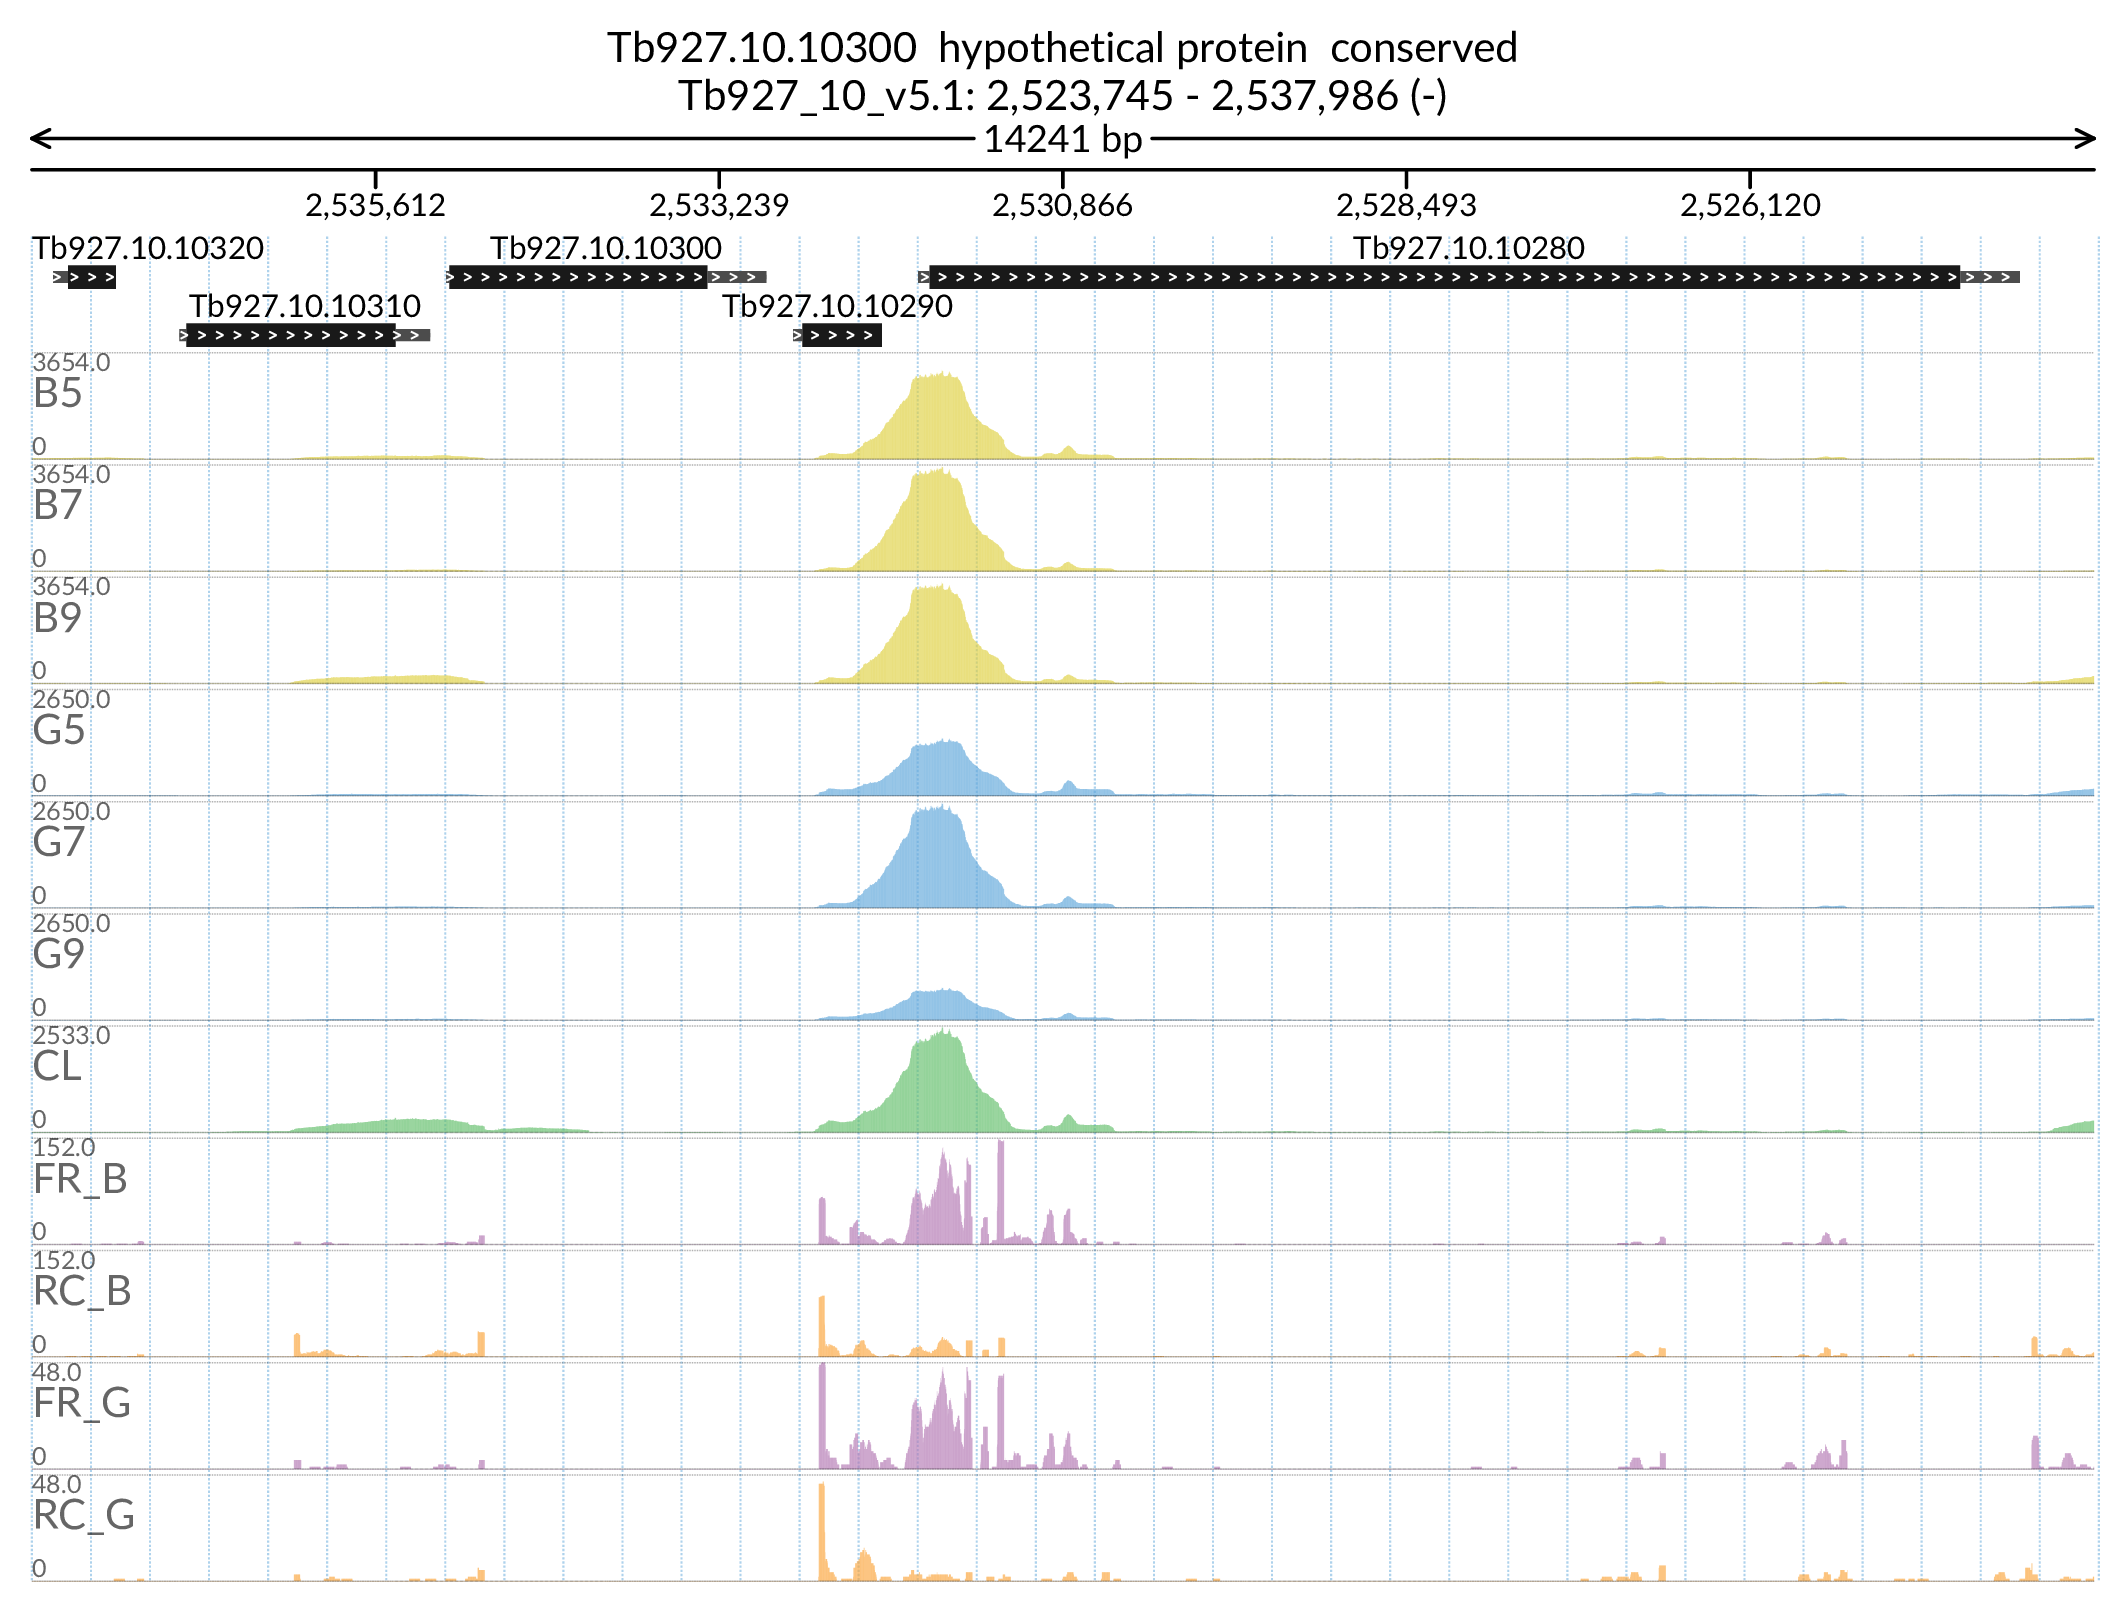 Tb927.10.10300 hypothetical protein conserved
Tb927_10_v5.1: 2,523,745 - 2,537,986 (-)
14241 bp
2,535,612 2,533,239 2,530,866 2,528,493 2,526,120
Tb927.10.10320 Tb927.10.10300 Tb927.10.10280
Tb927.10.10310 Tb927.10.10290
3654.0
B5
0
3654.0
B7
0
3654.0
B9
0
2650.0
G5
0
2650.0
G7
0
2650.0
G9
0
2533.0
CL
0
152.0
FR_B
0
152.0
RC_B
0
48.0
FR_G
0
48.0
RC_G
0